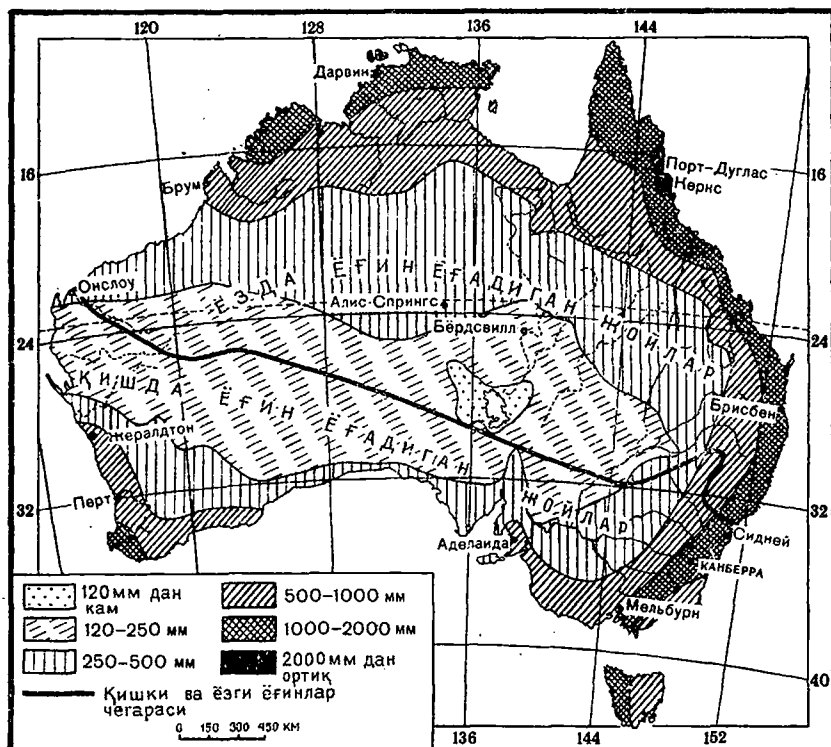 120 128 136 144
Дарвин
16 16
Порт-Дуглас
Кернс
Брум
Онслоу
ЁЗДА ЁҒИН ЁҒАДИГАН ЖОЙЛАР
Алис-Спрингс
Бёрдсвилл
24 24
ҚИШДА ЁҒИН ЁҒАДИГАН ЖОЙЛАР
Брисбен
Жералдтон
Перт
32 32
Сидней
Аделаида
КАНБЕРРА
Мельбурн
120 мм дан
кам
500-1000 мм
120-250 мм
1000-2000 мм
250-500 мм
2000 мм дан
ортиқ
Қишки ва ёзги ёғинлар
чегараси
0 150 300 450 КМ
40
136 144 152